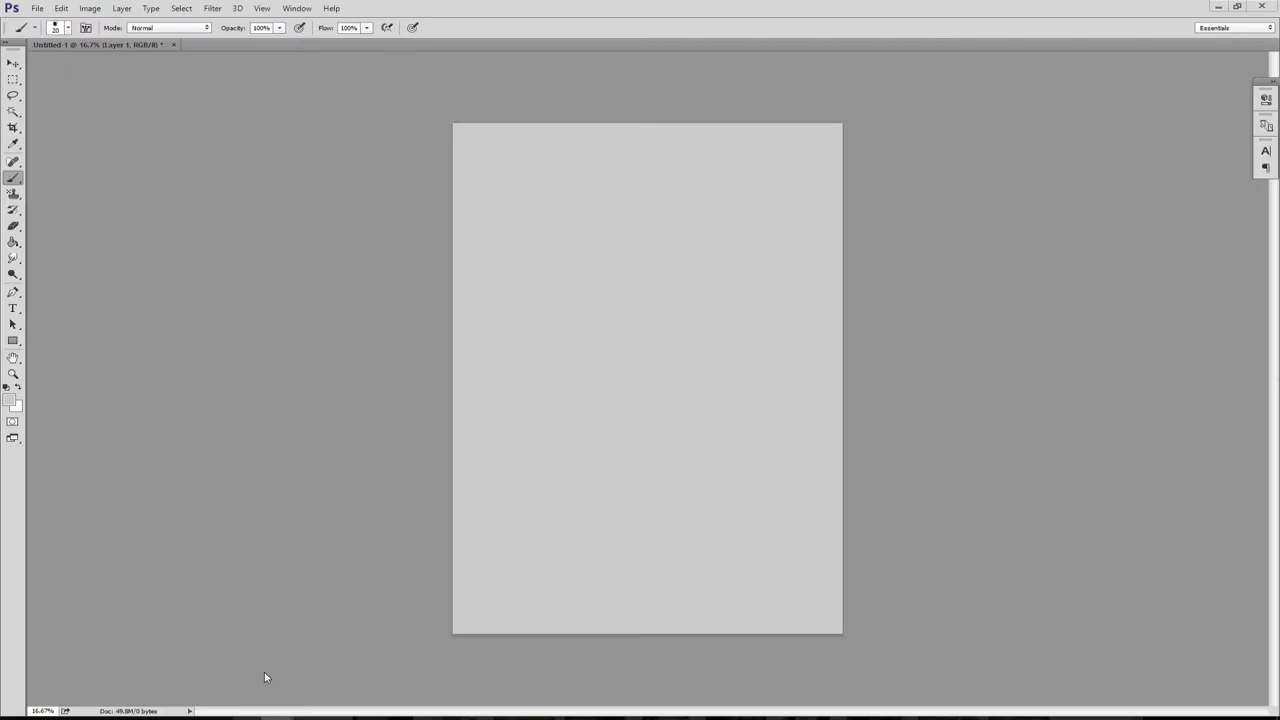 Ps File Edit Image Layer Type Select Filter 3D View Window Help
20 Mode: Normal Opacity: 100% Flow: 100% Essentials
Untitled-1 @ 16.7% (Layer 1, RGB/8) * ×
T
A
16.67% Doc: 49.8M/0 bytes